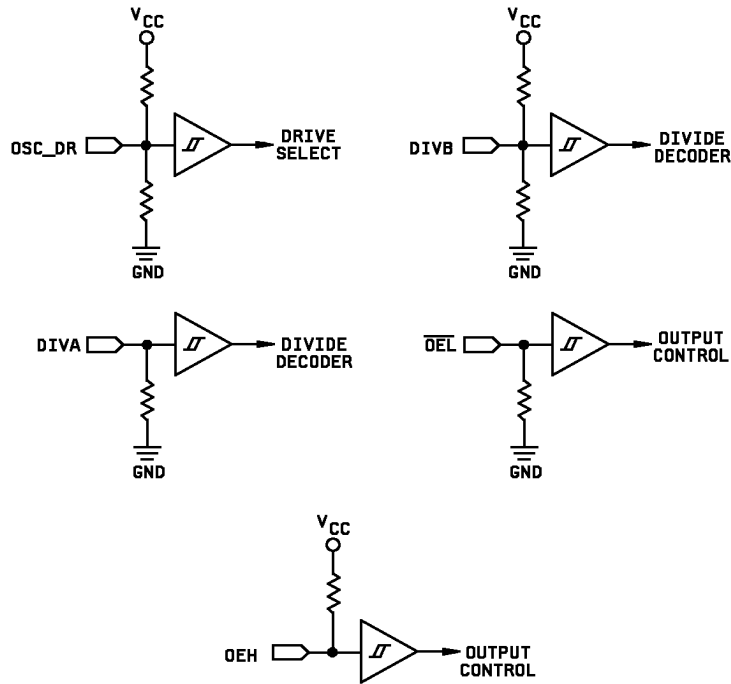 VCC
OSC_DR
DRIVE
SELECT
GND
VCC
DIVB
DIVIDE
DECODER
GND
DIVA
DIVIDE
DECODER
GND
OEL
OUTPUT
CONTROL
GND
VCC
OEH
OUTPUT
CONTROL